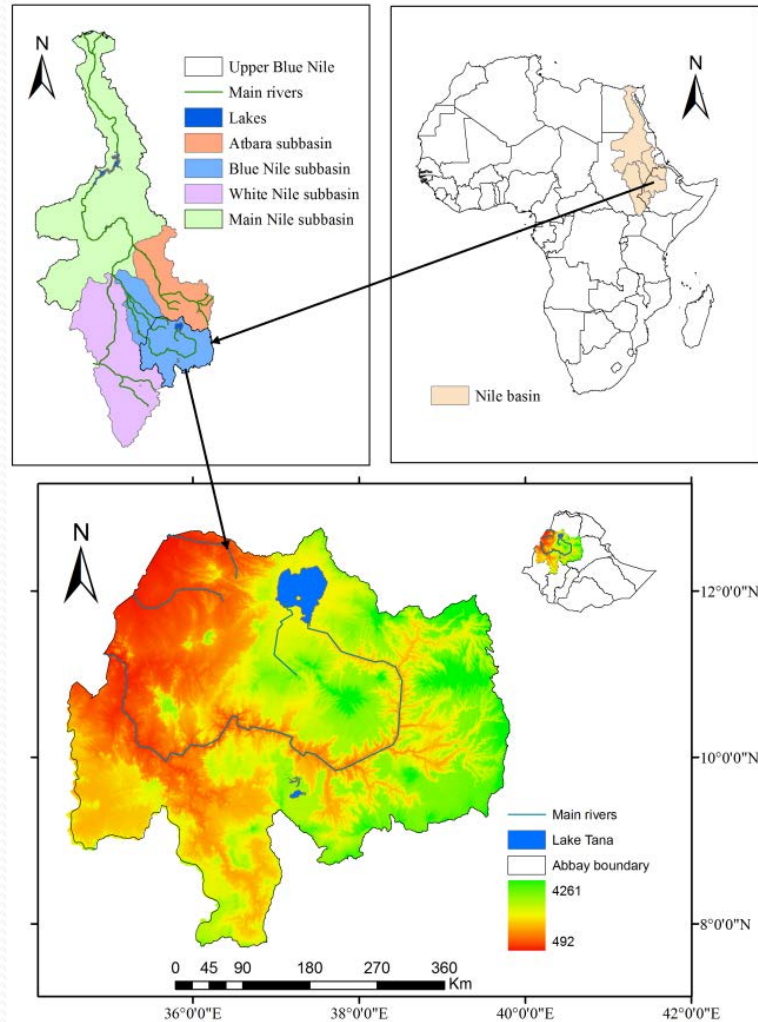 N
Upper Blue Nile
Main rivers
Lakes
Atbara subbasin
Blue Nile subbasin
White Nile subbasin
Main Nile subbasin
N
Nile basin
N
12°0'0"N
10°0'0"N
8°0'0"N
Main rivers
Lake Tana
Abbay boundary
4261
492
0 45 90 180 270 360
Km
36°0'0"E 38°0'0"E 40°0'0"E 42°0'0"E